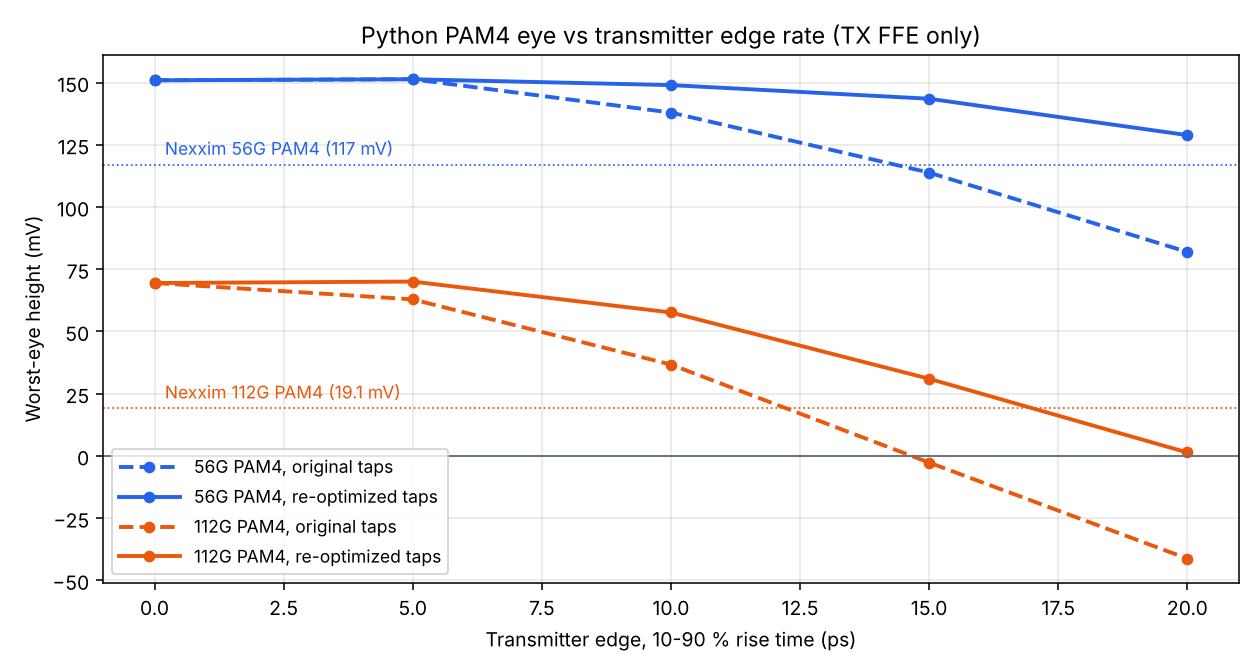 Python PAM4 eye vs transmitter edge rate (TX FFE only)
Worst-eye height (mV)
150
125
100
75
50
25
0
−25
−50
Nexxim 56G PAM4 (117 mV)
Nexxim 112G PAM4 (19.1 mV)
56G PAM4, original taps
56G PAM4, re-optimized taps
112G PAM4, original taps
112G PAM4, re-optimized taps
0.0 2.5 5.0 7.5 10.0 12.5 15.0 17.5 20.0
Transmitter edge, 10-90 % rise time (ps)